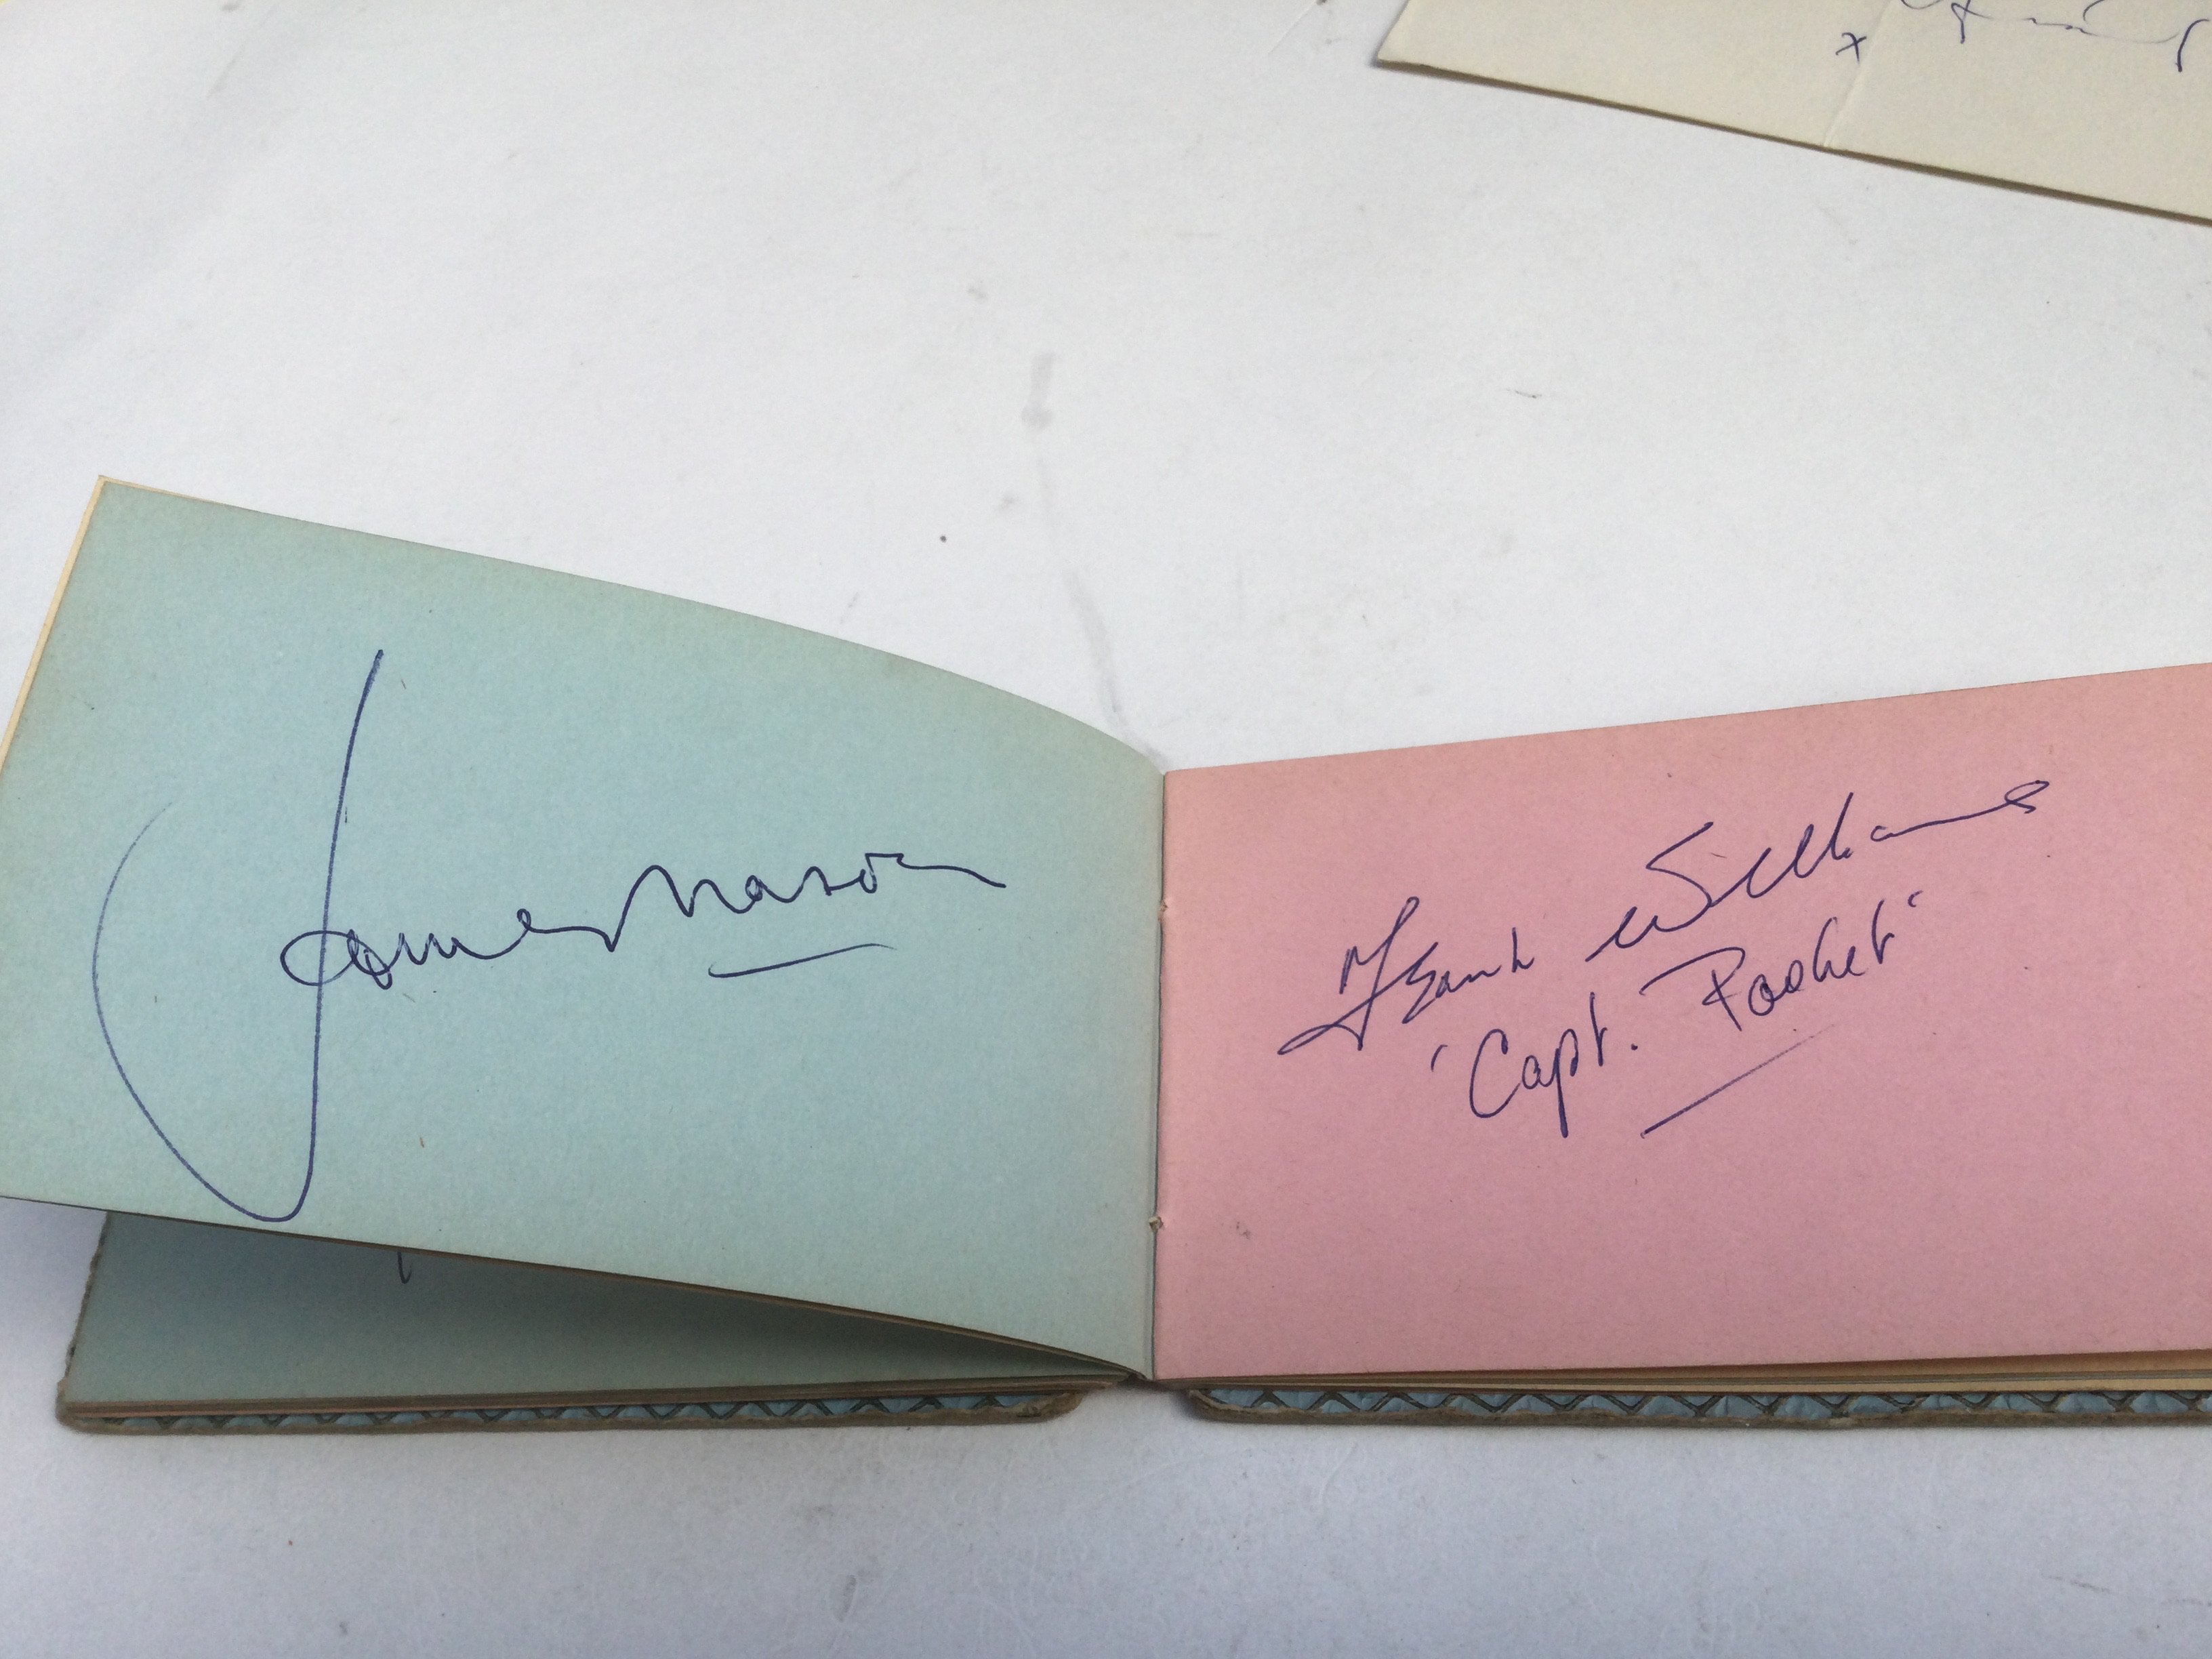 James Mason
Frank Williams
'Capt. Pocket'
x